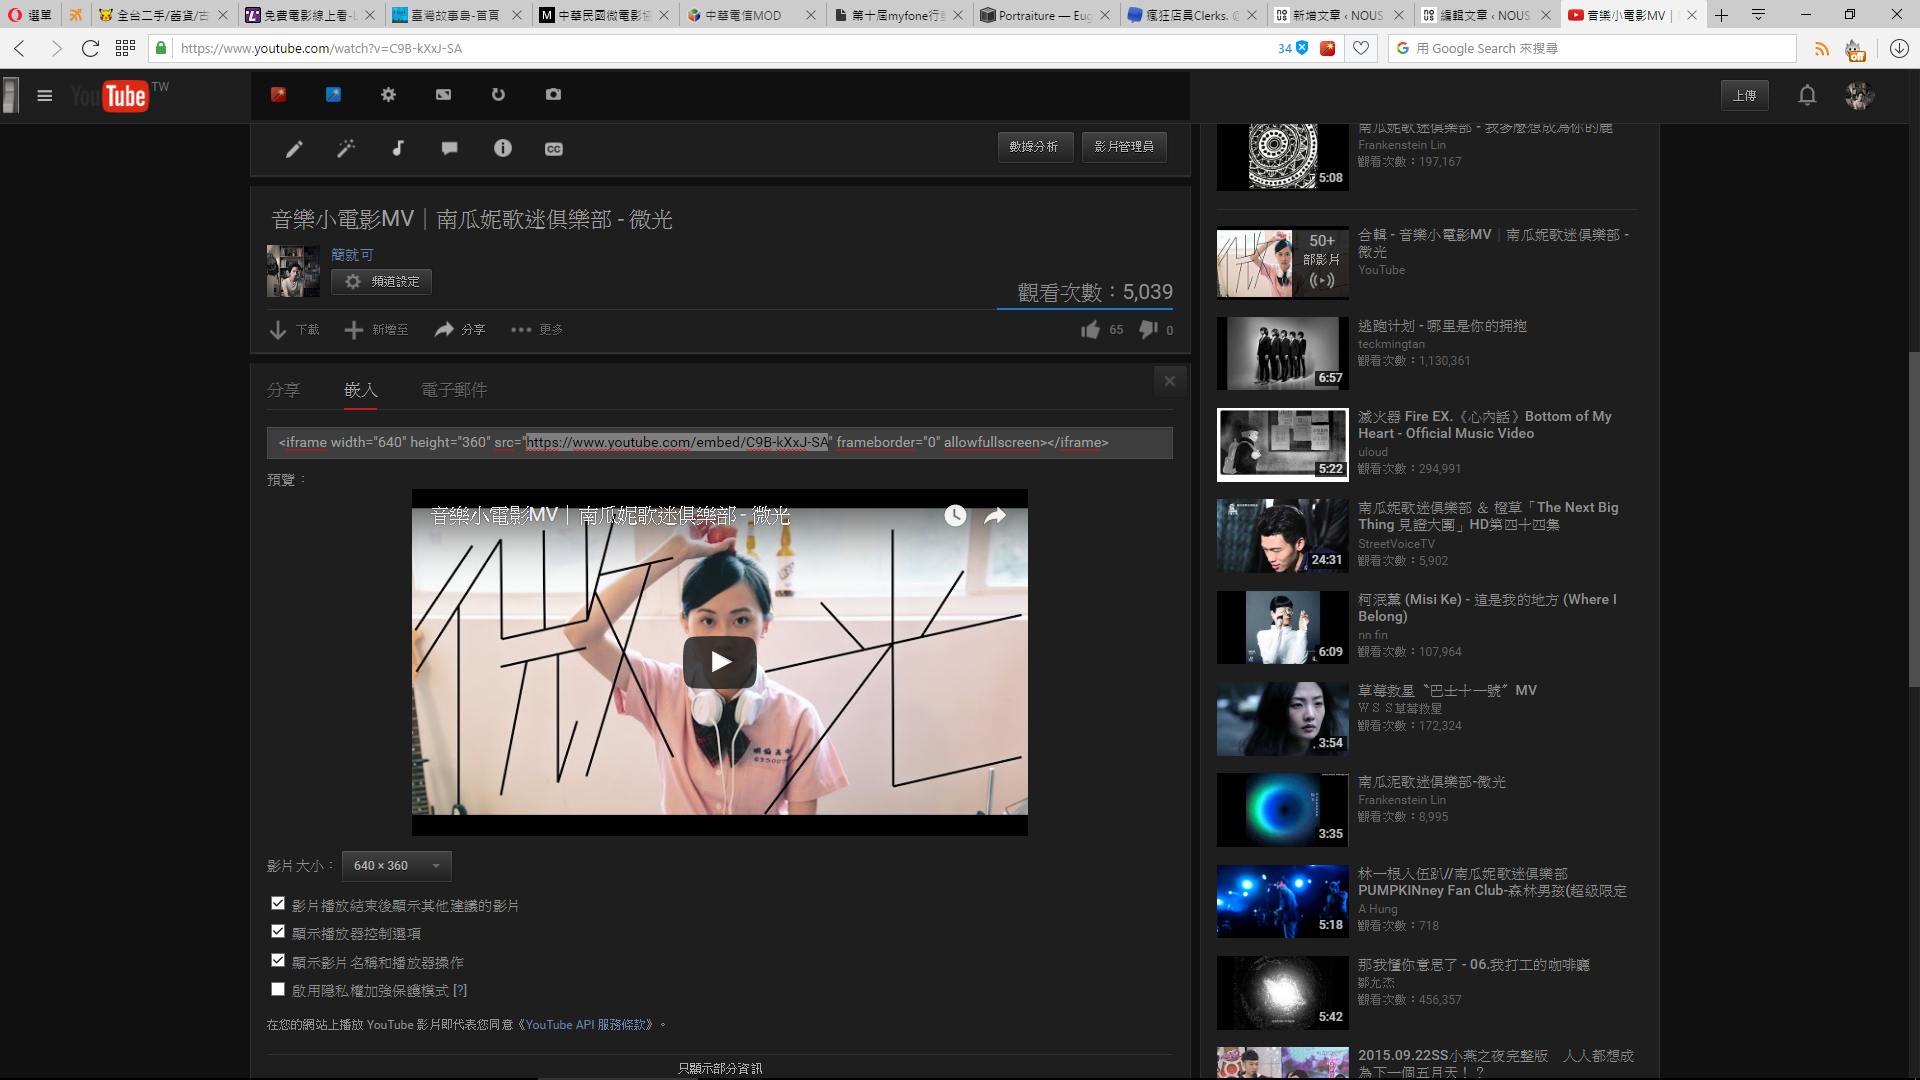 選單
全台二手/舊貨/古
免費電影線上看-L
臺灣故事島-首頁
中華民國微電影協
中華電信MOD
第十屆myfone行動
Portraiture — Eug
瘋狂店員Clerks. @
新增文章 ‹ NOUS
編輯文章 ‹ NOUS
音樂小電影MV｜
https://www.youtube.com/watch?v=C9B-kXxJ-SA
34
用 Google Search 來搜尋
off
YouTube TW
上傳
數據分析
影片管理員
音樂小電影MV｜南瓜妮歌迷俱樂部 - 微光
簡就可
頻道設定
觀看次數：5,039
下載
新增至
分享
更多
65
0
分享
嵌入
電子郵件
<iframe width="640" height="360" src="https://www.youtube.com/embed/C9B-kXxJ-SA" frameborder="0" allowfullscreen></iframe>
預覽：
音樂小電影MV｜南瓜妮歌迷俱樂部 - 微光
微光
影片大小：
640 × 360
影片播放結束後顯示其他建議的影片
顯示播放器控制選項
顯示影片名稱和播放器操作
啟用隱私權加強保護模式 [?]
在您的網站上播放 YouTube 影片即代表您同意《YouTube API 服務條款》。
只顯示部分資訊
南瓜妮歌迷俱樂部 - 我多麼想成為你的鹿
Frankenstein Lin
觀看次數：197,167
5:08
合輯 - 音樂小電影MV｜南瓜妮歌迷俱樂部 -
微光
YouTube
50+
部影片
逃跑计划 - 哪里是你的拥抱
teckmingtan
觀看次數：1,130,361
6:57
滅火器 Fire EX.《心內話》Bottom of My
Heart - Official Music Video
uloud
觀看次數：294,991
5:22
南瓜妮歌迷俱樂部 ＆ 橙草「The Next Big
Thing 見證大團」HD第四十四集
StreetVoiceTV
觀看次數：5,902
24:31
柯泯薰 (Misi Ke) - 這是我的地方 (Where I
Belong)
nn fin
觀看次數：107,964
6:09
草莓救星〝巴士十一號〞MV
ＷＳＳ草莓救星
觀看次數：172,324
3:54
南瓜泥歌迷俱樂部-微光
Frankenstein Lin
觀看次數：8,995
3:35
林一根入伍趴//南瓜妮歌迷俱樂部
PUMPKINney Fan Club-森林男孩(超級限定
A Hung
觀看次數：718
5:18
那我懂你意思了 - 06.我打工的咖啡廳
鄒允杰
觀看次數：456,357
5:42
2015.09.22SS小燕之夜完整版　人人都想成
為下一個五月天！？